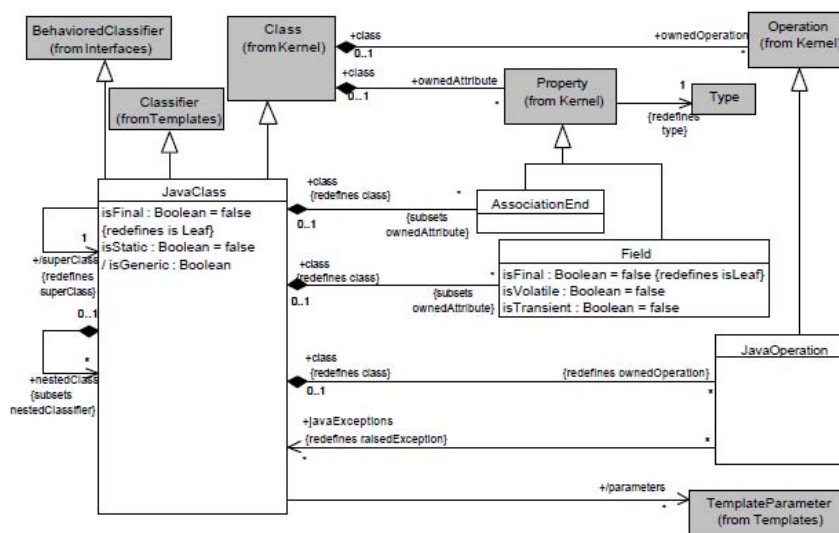 BehavioredClassifier
(from Interfaces)
Class
(from Kernel)
Operation
(from Kernel)
+class
0..1
+ownedOperation
*
+class
0..1
+ownedAttribute
*
Property
(from Kernel)
1
Type
{redefines
type}
Classifier
(fromTemplates)
JavaClass
isFinal : Boolean = false
{redefines is Leaf}
isStatic : Boolean = false
/ isGeneric : Boolean
1
+/superClass
{redefines
superClass}
0..1
*
+nestedClass
{subsets
nestedClassifier}
+class
{redefines class}
0..1
*
{subsets
ownedAttribute}
AssociationEnd
+class
{redefines class}
0..1
*
{subsets
ownedAttribute}
Field
isFinal : Boolean = false {redefines isLeaf}
isVolatile : Boolean = false
isTransient : Boolean = false
+class
{redefines class}
0..1
{redefines ownedOperation}
*
JavaOperation
+javaExceptions
{redefines raisedException}
*
*
+/parameters
*
TemplateParameter
(from Templates)